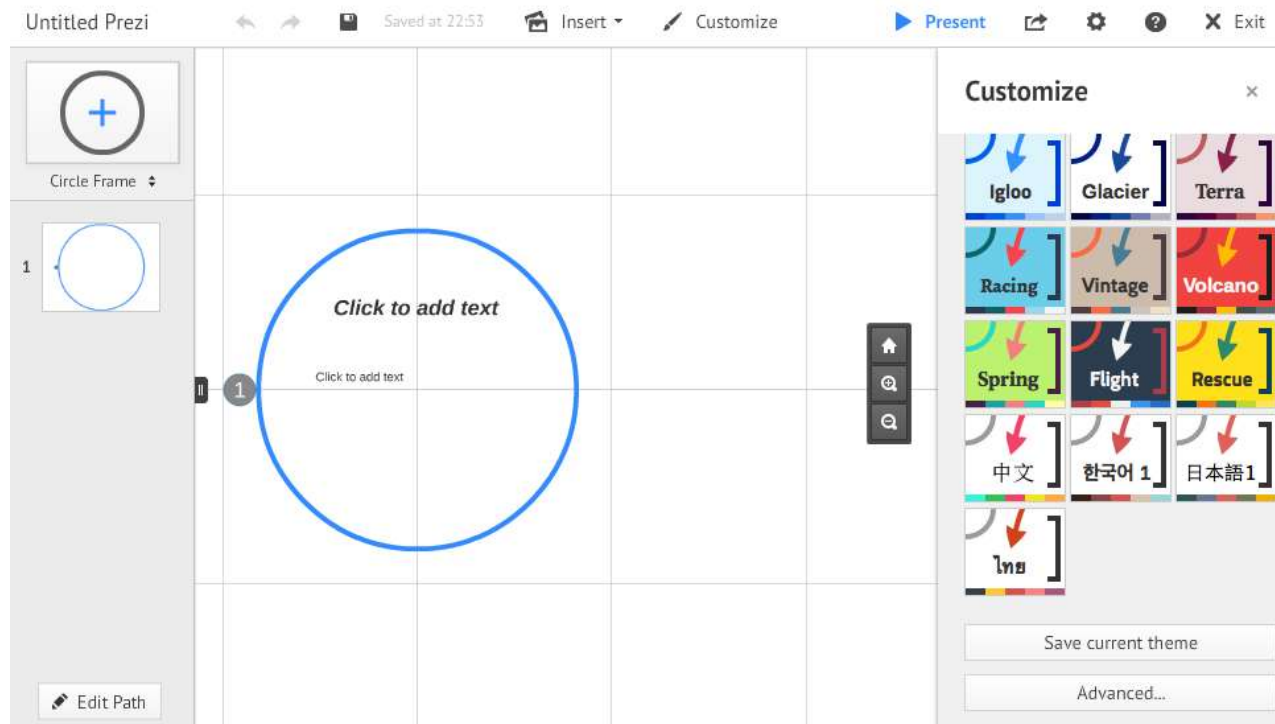 Untitled Prezi
Saved at 22:53
Insert
Customize
Present
Exit
Circle Frame
1
Edit Path
Click to add text
Click to add text
1
Customize
Igloo
Glacier
Terra
Racing
Vintage
Volcano
Spring
Flight
Rescue
中文
한국어 1
日本語1
ไทย
Save current theme
Advanced...